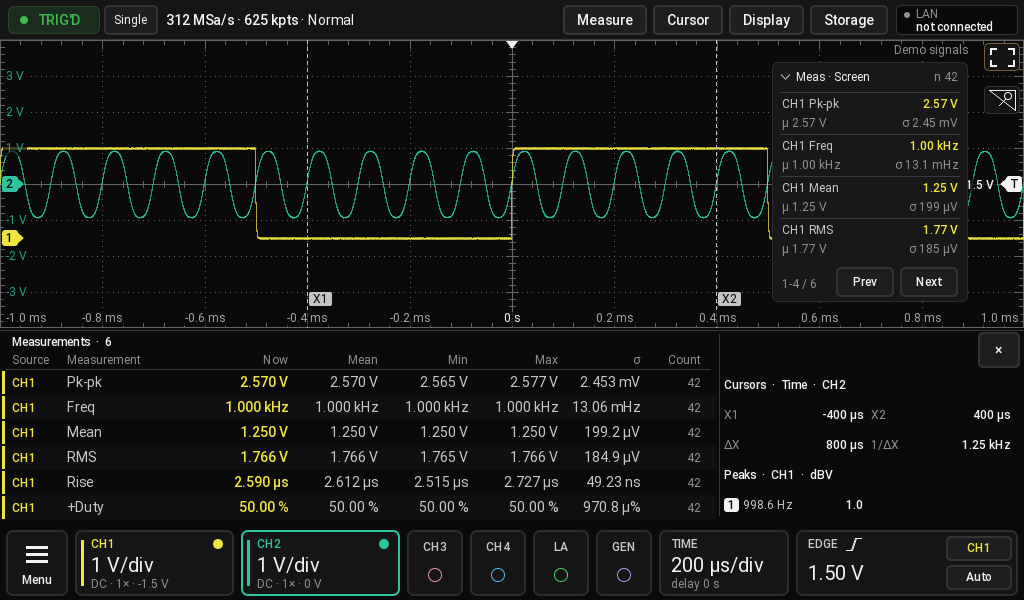 TRIG'D
Single
312 MSa/s · 625 kpts · Normal
Measure
Cursor
Display
Storage
LAN
not connected
Demo signals
3 V
2 V
1 V
-1 V
-2 V
-3 V
2
1
Meas · Screen n 42
CH1 Pk-pk 2.57 V
μ 2.57 V σ 2.45 mV
CH1 Freq 1.00 kHz
μ 1.00 kHz σ 13.1 mHz
CH1 Mean 1.25 V
μ 1.25 V σ 199 μV
CH1 RMS 1.77 V
μ 1.77 V σ 185 μV
1-4 / 6 Prev Next
1.5 V T
X1
X2
-1.0 ms -0.8 ms -0.6 ms -0.4 ms -0.2 ms 0 s 0.2 ms 0.4 ms 0.6 ms 0.8 ms 1.0 ms
Measurements · 6
Source Measurement Now Mean Min Max σ Count
CH1 Pk-pk 2.570 V 2.570 V 2.565 V 2.577 V 2.453 mV 42
CH1 Freq 1.000 kHz 1.000 kHz 1.000 kHz 1.000 kHz 13.06 mHz 42
CH1 Mean 1.250 V 1.250 V 1.250 V 1.250 V 199.2 μV 42
CH1 RMS 1.766 V 1.766 V 1.765 V 1.766 V 184.9 μV 42
CH1 Rise 2.590 μs 2.612 μs 2.515 μs 2.727 μs 49.23 ns 42
CH1 +Duty 50.00 % 50.00 % 50.00 % 50.00 % 970.8 μ% 42
×
Cursors · Time · CH2
X1 -400 μs X2 400 μs
ΔX 800 μs 1/ΔX 1.25 kHz
Peaks · CH1 · dBV
1 998.6 Hz 1.0
Menu
CH1
1 V/div
DC · 1× · -1.5 V
CH2
1 V/div
DC · 1× · 0 V
CH3
CH4
LA
GEN
TIME
200 μs/div
delay 0 s
EDGE
1.50 V
CH1
Auto